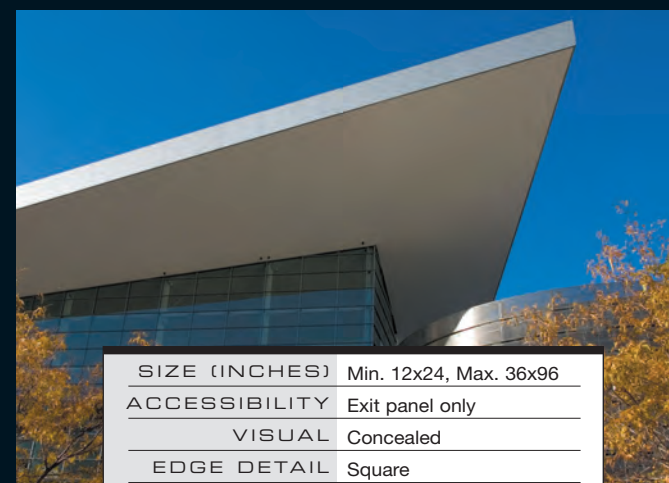 SIZE (INCHES) Min. 12x24, Max. 36x96
ACCESSIBILITY Exit panel only
VISUAL Concealed
EDGE DETAIL Square